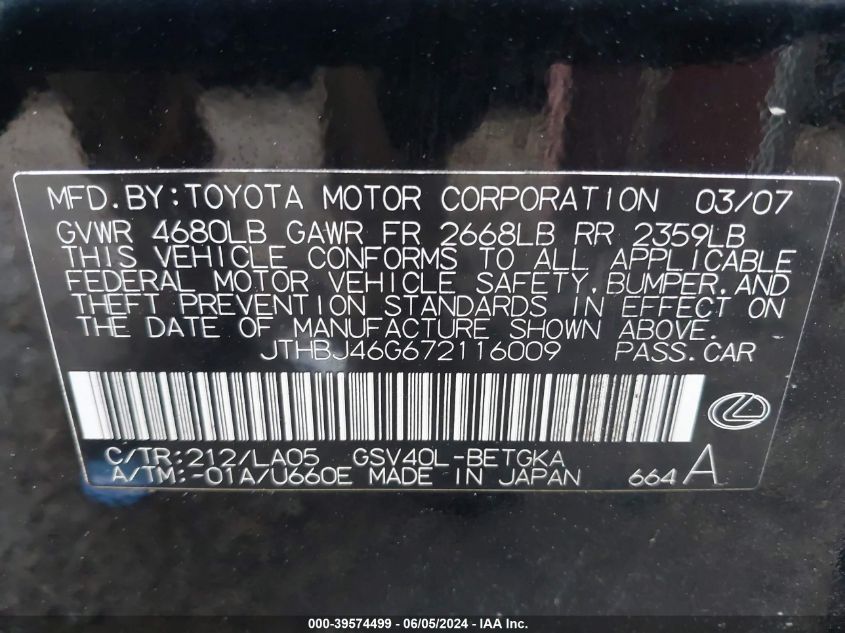 MFD.BY:TOYOTA MOTOR CORPORATION 03/07
GVWR 4680LB GAWR FR 2668LB RR 2359LB
THIS VEHICLE CONFORMS TO ALL APPLICABLE
FEDERAL MOTOR VEHICLE SAFETY,BUMPER,AND
THEFT PREVENTION STANDARDS IN EFFECT ON
THE DATE OF MANUFACTURE SHOWN ABOVE.
JTHBJ46G672116009 PASS.CAR
C/TR:212/LA05 GSV40L-BETGKA
A/TM:-01A/U660E MADE IN JAPAN 664 A
000-39574499 - 06/05/2024 - IAA Inc.